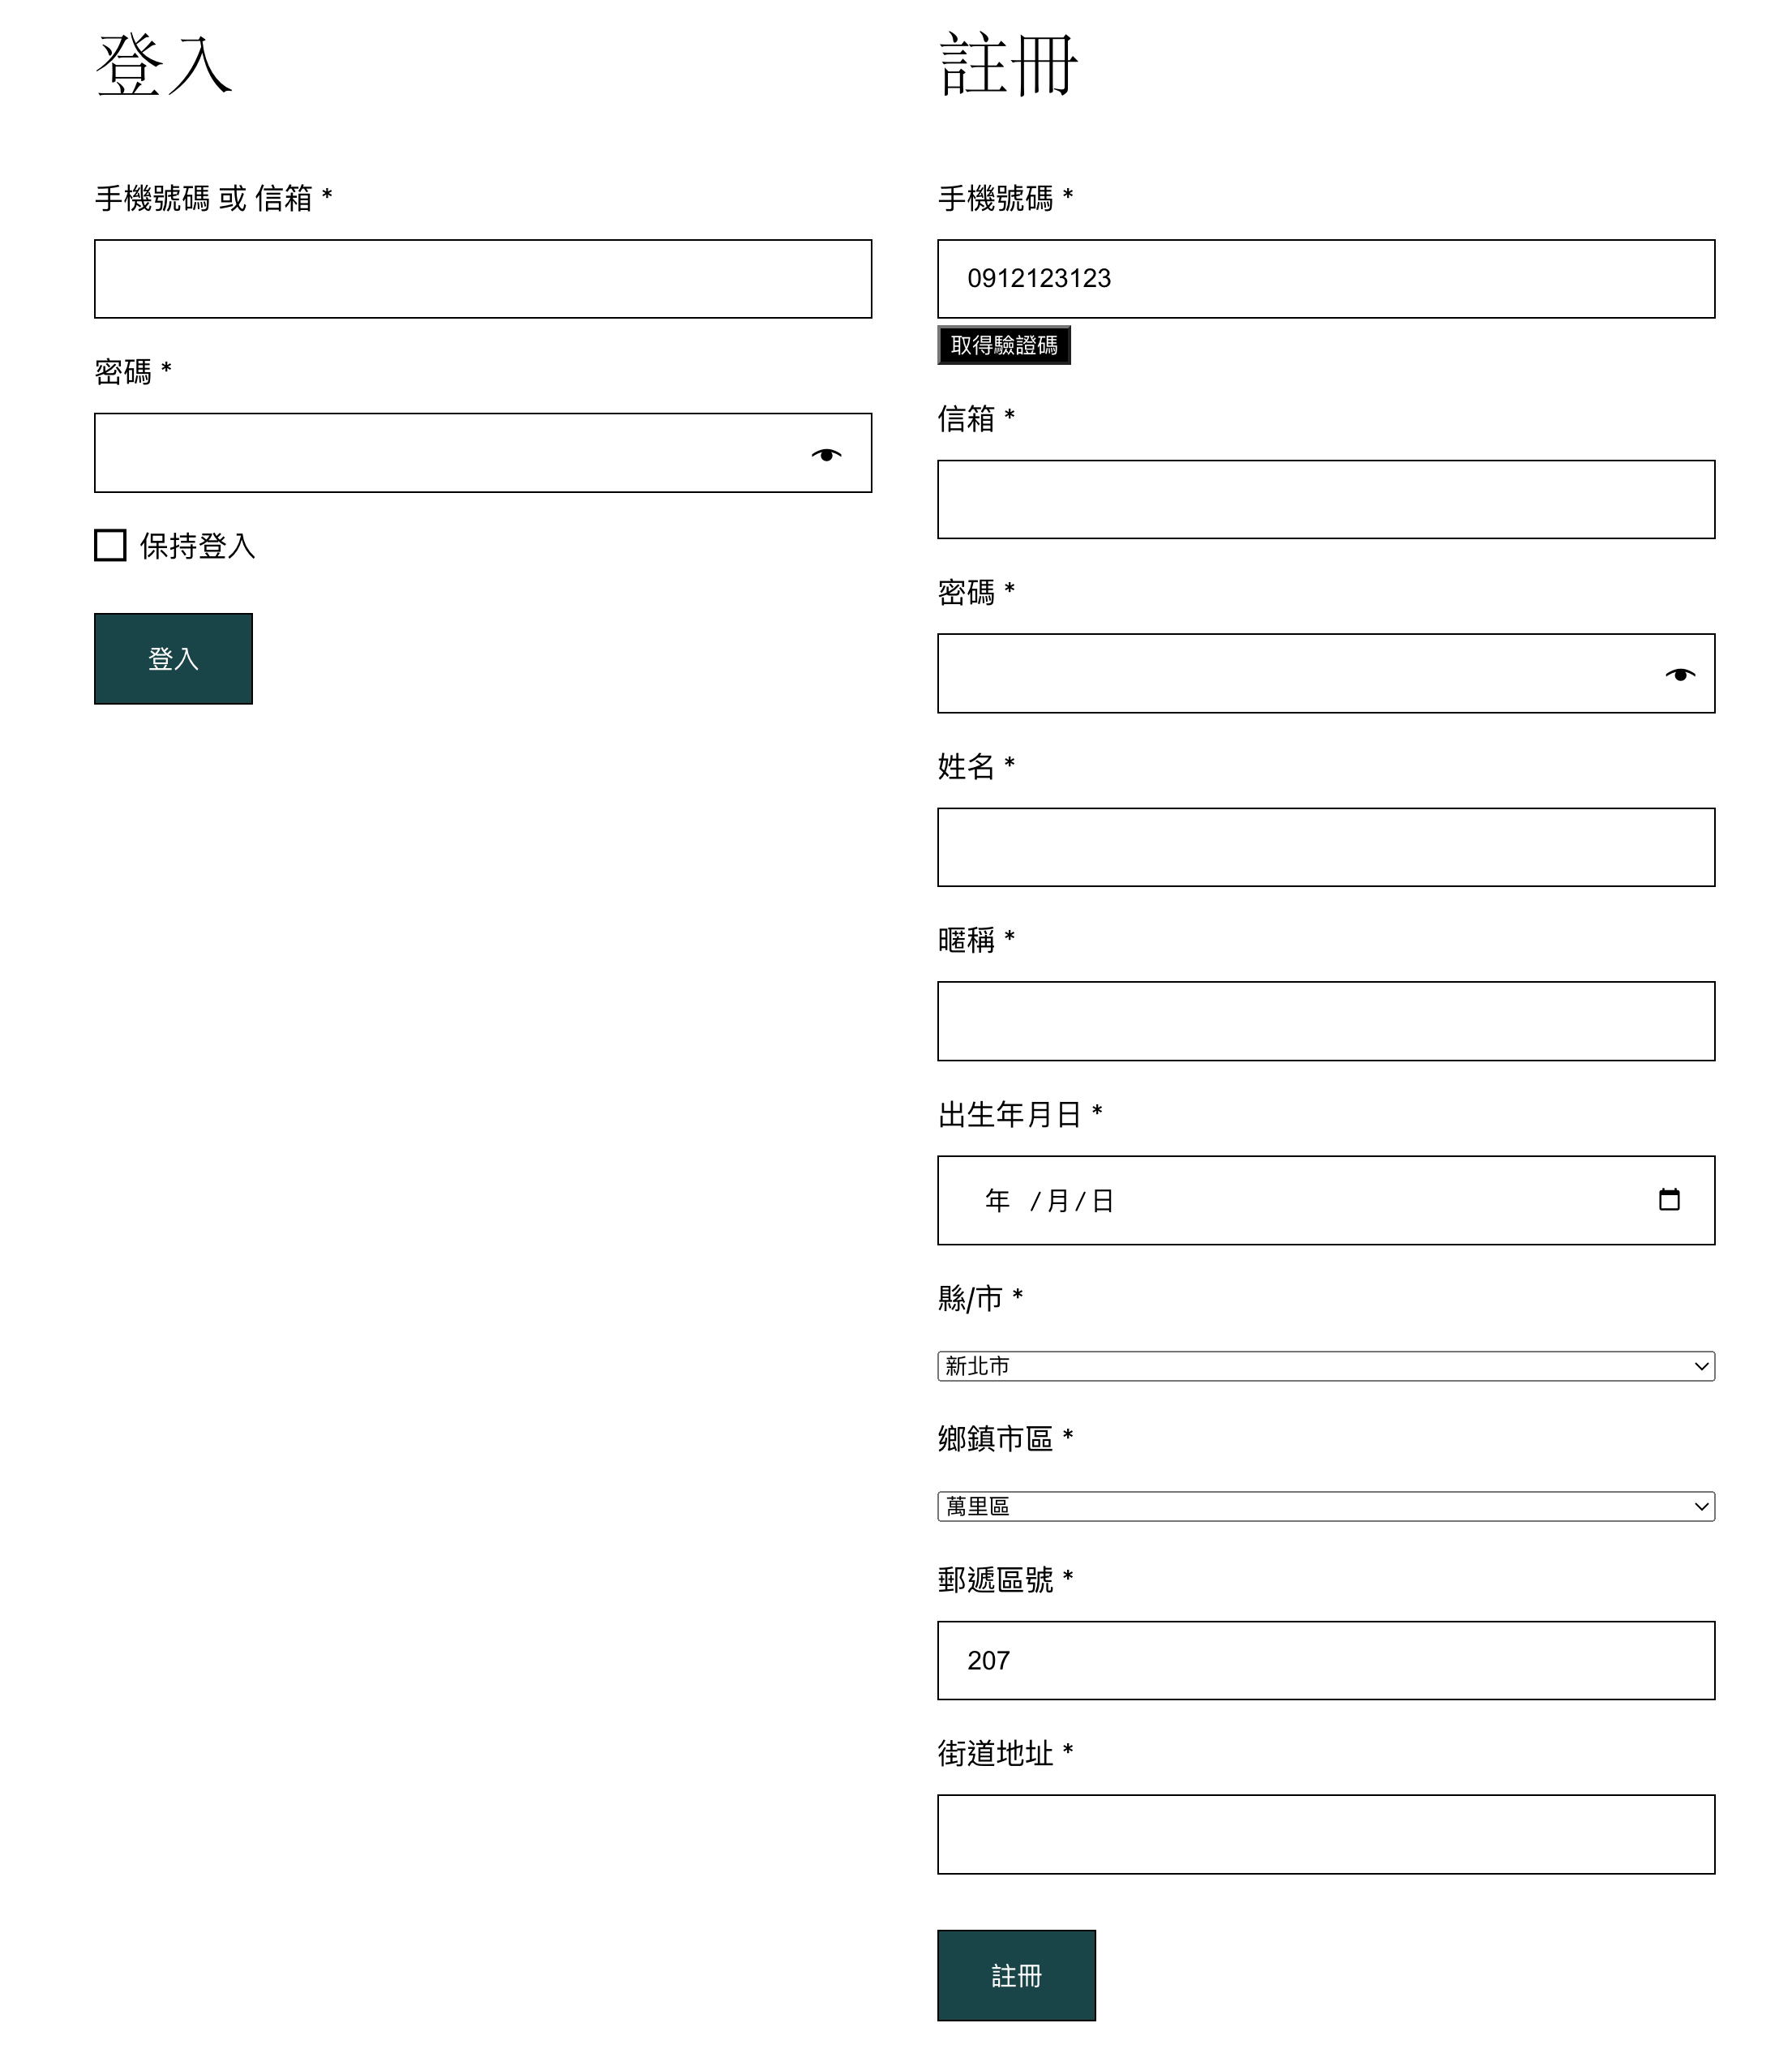 登入
手機號碼 或 信箱 *
密碼 *
保持登入
登入
註冊
手機號碼 *
0912123123
取得驗證碼
信箱 *
密碼 *
姓名 *
暱稱 *
出生年月日 *
年 /月/日
縣/市 *
新北市
鄉鎮市區 *
萬里區
郵遞區號 *
207
街道地址 *
註冊